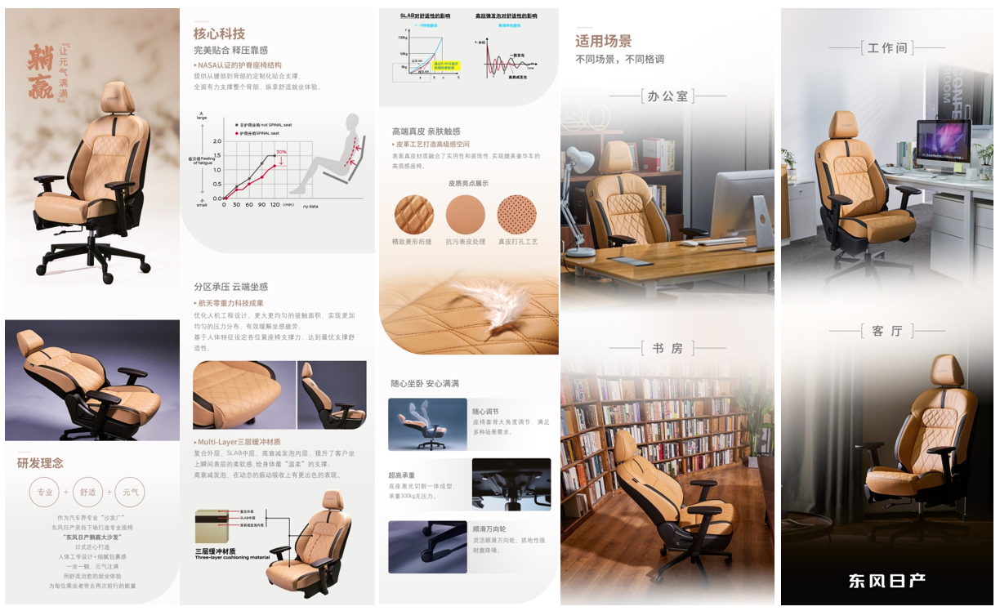 躺赢
『让元气满满』
研发理念
专业 + 舒适 + 元气
作为汽车界专业“沙发厂”
东风日产亲自下场打造专业座椅
“东风日产躺赢大沙发”
日式匠心打造
人体工学设计+细腻包裹感
一坐一躺、元气注满
用舒适治愈的就坐体验
为每位乘坐者带去再次前行的能量
核心科技
完美贴合 释压靠感
NASA认证的护脊座椅结构
提供从腰部到背部的定制化贴合支撑,
全面有力支撑整个背部, 纵享舒适就坐体验。
大
large
非护脊座椅not SPINAL seat
护脊座椅SPINAL seat
2.0
1.5
1.0
0.5
0.0
30%
疲劳感Feeling
of fatigue
小
small
0 30 60 90 120 (min)
ny data
分区承压 云端坐感
航天零重力科技成果
优化人机工程设计、更大更均匀的接触面积、实现更加
均匀的压力分布、有效缓解坐感疲劳;
基于人体特征设定各位置座椅支撑力、达到最优支撑舒
适性。
Multi-Layer三层缓冲材质
复合外层、SLAB中层、高衰减发泡内层、提升了客户坐
上瞬间表层的柔软感,给身体最“温柔”的支撑;
高衰减发泡、在动态的振动吸收上有更出色的表现。
复合外层
SLAB中层
高衰减发泡内层
三层缓冲材质
Three-layer cushioning material
SLAB对舒适性的影响
100kg
50kg
高回弹发泡对舒适性的影响
一般发泡
高衰减发泡
Time
高端真皮 亲肤触感
皮革工艺打造高级感空间
表面真皮材质融合了实用性和装饰性,实现媲美豪华车的
高质感座椅。
皮质亮点展示
精致菱形绗缝
抗污表皮处理
真皮打孔工艺
随心坐卧 安心满满
随心调节
座椅靠背大角度调节、满足
多种场景需求。
超高承重
底座激光切割一体成型,
承重300kg无压力。
顺滑万向轮
灵活顺滑万向轮、抓地性强、
耐磨降噪。
适用场景
不同场景，不同格调
办公室
书房
工作间
客厅
东风日产